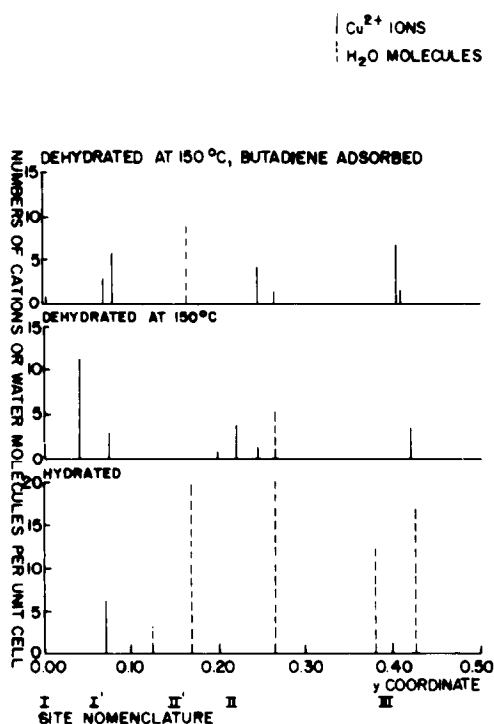 Cu2+ IONS
H2O MOLECULES
DEHYDRATED AT 150 °C, BUTADIENE ADSORBED
15
10
5
0
DEHYDRATED AT 150°C
15
10
5
0
HYDRATED
20
15
10
5
0
NUMBERS OF CATIONS OR WATER MOLECULES PER UNIT CELL
0.00 0.10 0.20 0.30 0.40 0.50
y COORDINATE
I I' II' II III
SITE NOMENCLATURE